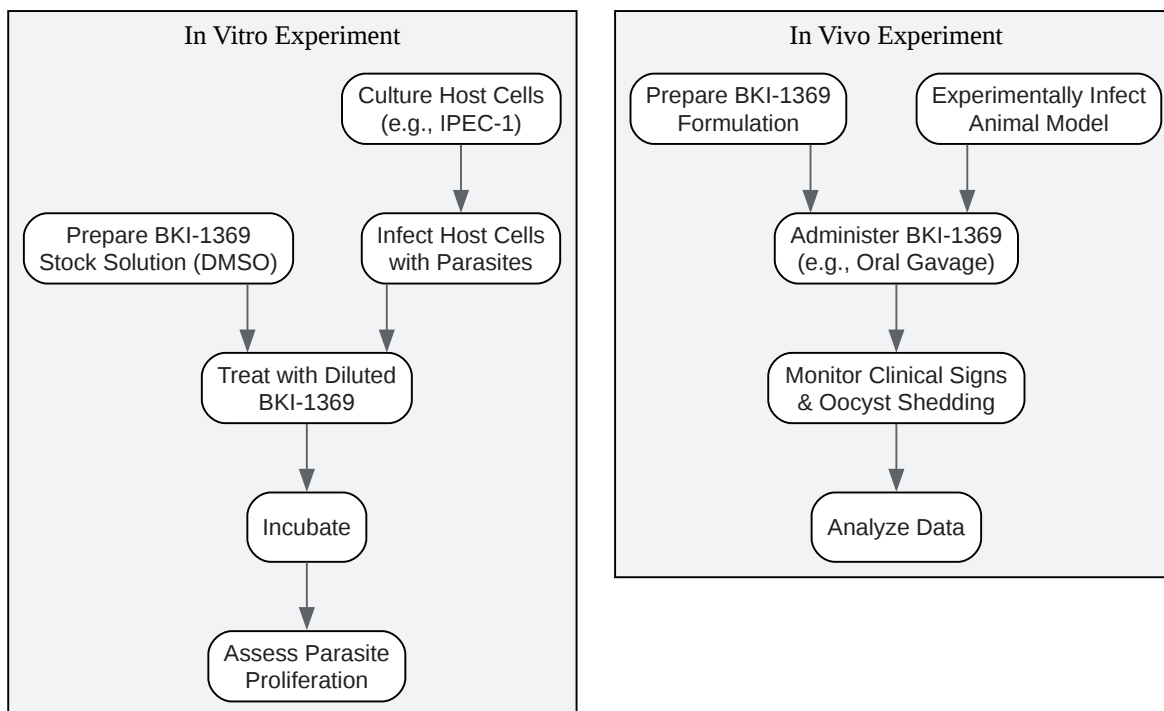 In Vitro Experiment
Culture Host Cells
(e.g., IPEC-1)
Prepare BKI-1369
Stock Solution (DMSO)
Infect Host Cells
with Parasites
Treat with Diluted
BKI-1369
Incubate
Assess Parasite
Proliferation
In Vivo Experiment
Prepare BKI-1369
Formulation
Experimentally Infect
Animal Model
Administer BKI-1369
(e.g., Oral Gavage)
Monitor Clinical Signs
& Oocyst Shedding
Analyze Data